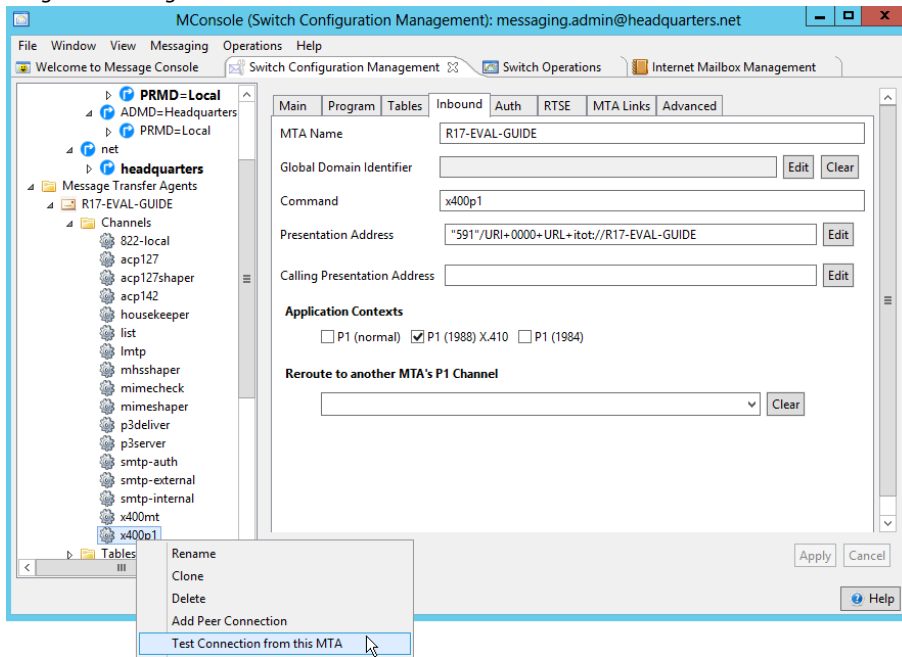 MConsole (Switch Configuration Management): messaging.admin@headquarters.net
File Window View Messaging Operations Help
Welcome to Message Console Switch Configuration Management Switch Operations Internet Mailbox Management
PRMD=Local
ADMD=Headquarters
PRMD=Local
net
headquarters
Message Transfer Agents
R17-EVAL-GUIDE
Channels
822-local
acp127
acp127shaper
acp142
housekeeper
list
lmtp
mhsshaper
mimecheck
mimeshaper
p3deliver
p3server
smtp-auth
smtp-external
smtp-internal
x400mt
x400p1
Tables
Main Program Tables Inbound Auth RTSE MTA Links Advanced
MTA Name R17-EVAL-GUIDE
Global Domain Identifier Edit Clear
Command x400p1
Presentation Address "591"/URI+0000+URL+itot://R17-EVAL-GUIDE Edit
Calling Presentation Address Edit
Application Contexts
P1 (normal) P1 (1988) X.410 P1 (1984)
Reroute to another MTA's P1 Channel
Clear
Apply Cancel
Help
Rename
Clone
Delete
Add Peer Connection
Test Connection from this MTA